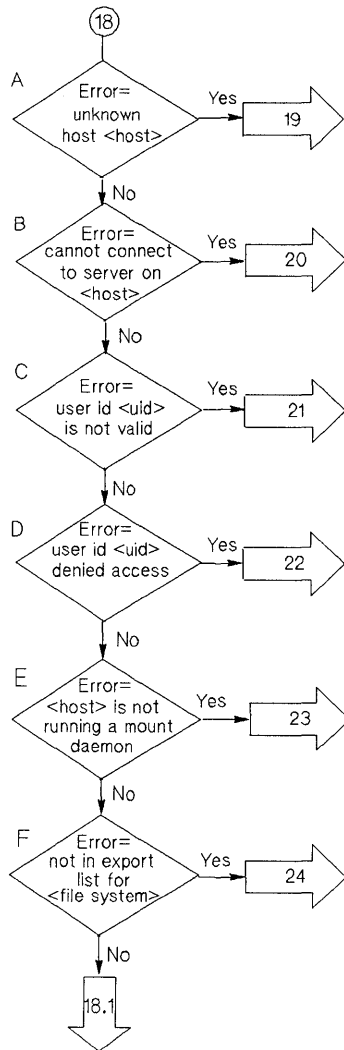 18
A
Error=
unknown
host <host>
Yes
19
No
B
Error=
cannot connect
to server on
<host>
Yes
20
No
C
Error=
user id <uid>
is not valid
Yes
21
No
D
Error=
user id <uid>
denied access
Yes
22
No
E
Error=
<host> is not
running a mount
daemon
Yes
23
No
F
Error=
not in export
list for
<file system>
Yes
24
No
18.1